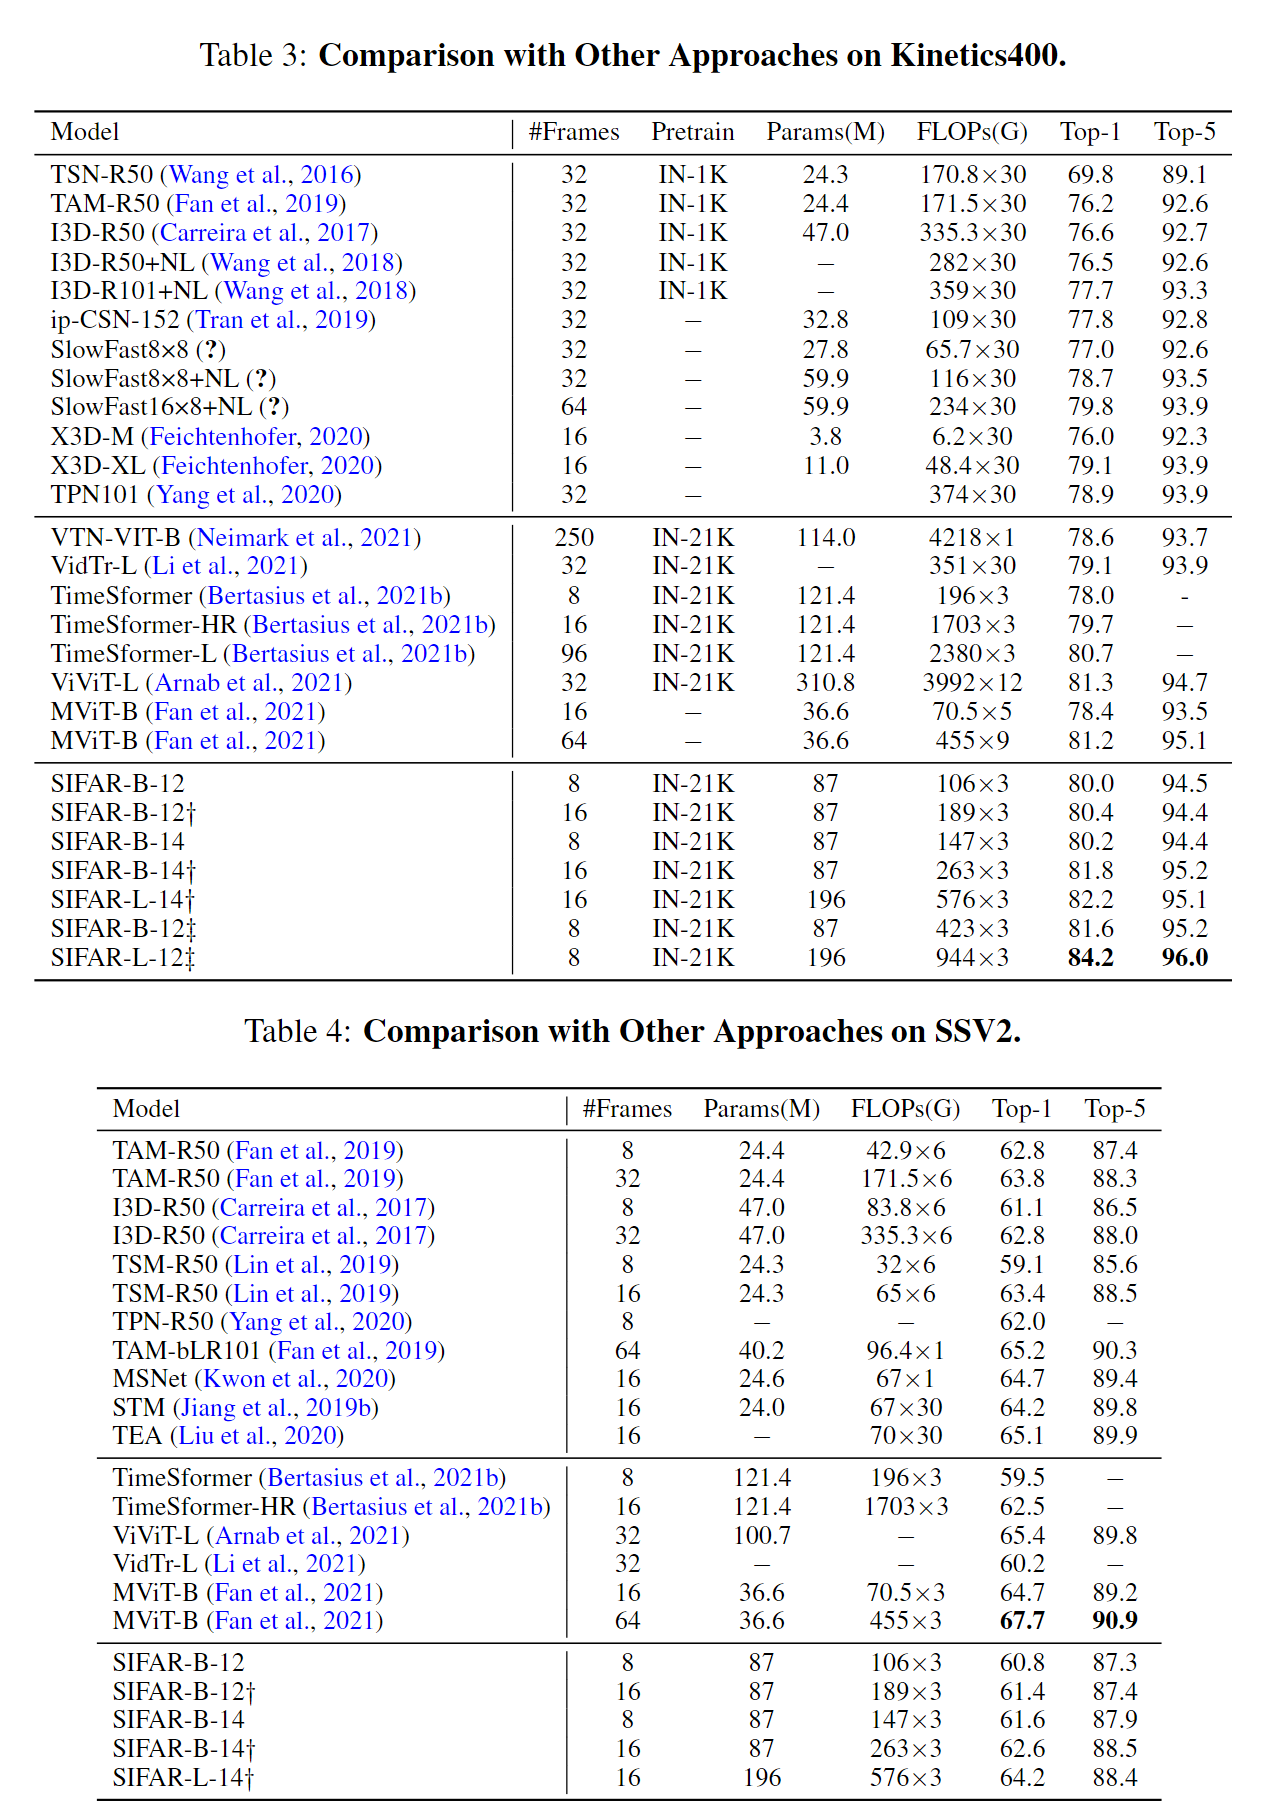 Table 3: Comparison with Other Approaches on Kinetics400.
Model #Frames Pretrain Params(M) FLOPs(G) Top-1 Top-5
TSN-R50 (Wang et al., 2016) 32 IN-1K 24.3 170.8×30 69.8 89.1
TAM-R50 (Fan et al., 2019) 32 IN-1K 24.4 171.5×30 76.2 92.6
I3D-R50 (Carreira et al., 2017) 32 IN-1K 47.0 335.3×30 76.6 92.7
I3D-R50+NL (Wang et al., 2018) 32 IN-1K – 282×30 76.5 92.6
I3D-R101+NL (Wang et al., 2018) 32 IN-1K – 359×30 77.7 93.3
ip-CSN-152 (Tran et al., 2019) 32 – 32.8 109×30 77.8 92.8
SlowFast8×8 (?) 32 – 27.8 65.7×30 77.0 92.6
SlowFast8×8+NL (?) 32 – 59.9 116×30 78.7 93.5
SlowFast16×8+NL (?) 64 – 59.9 234×30 79.8 93.9
X3D-M (Feichtenhofer, 2020) 16 – 3.8 6.2×30 76.0 92.3
X3D-XL (Feichtenhofer, 2020) 16 – 11.0 48.4×30 79.1 93.9
TPN101 (Yang et al., 2020) 32 – 374×30 78.9 93.9
VTN-VIT-B (Neimark et al., 2021) 250 IN-21K 114.0 4218×1 78.6 93.7
VidTr-L (Li et al., 2021) 32 IN-21K – 351×30 79.1 93.9
TimeSformer (Bertasius et al., 2021b) 8 IN-21K 121.4 196×3 78.0 -
TimeSformer-HR (Bertasius et al., 2021b) 16 IN-21K 121.4 1703×3 79.7 –
TimeSformer-L (Bertasius et al., 2021b) 96 IN-21K 121.4 2380×3 80.7 –
ViViT-L (Arnab et al., 2021) 32 IN-21K 310.8 3992×12 81.3 94.7
MViT-B (Fan et al., 2021) 16 – 36.6 70.5×5 78.4 93.5
MViT-B (Fan et al., 2021) 64 – 36.6 455×9 81.2 95.1
SIFAR-B-12 8 IN-21K 87 106×3 80.0 94.5
SIFAR-B-12† 16 IN-21K 87 189×3 80.4 94.4
SIFAR-B-14 8 IN-21K 87 147×3 80.2 94.4
SIFAR-B-14† 16 IN-21K 87 263×3 81.8 95.2
SIFAR-L-14† 16 IN-21K 196 576×3 82.2 95.1
SIFAR-B-12‡ 8 IN-21K 87 423×3 81.6 95.2
SIFAR-L-12‡ 8 IN-21K 196 944×3 84.2 96.0
Table 4: Comparison with Other Approaches on SSV2.
Model #Frames Params(M) FLOPs(G) Top-1 Top-5
TAM-R50 (Fan et al., 2019) 8 24.4 42.9×6 62.8 87.4
TAM-R50 (Fan et al., 2019) 32 24.4 171.5×6 63.8 88.3
I3D-R50 (Carreira et al., 2017) 8 47.0 83.8×6 61.1 86.5
I3D-R50 (Carreira et al., 2017) 32 47.0 335.3×6 62.8 88.0
TSM-R50 (Lin et al., 2019) 8 24.3 32×6 59.1 85.6
TSM-R50 (Lin et al., 2019) 16 24.3 65×6 63.4 88.5
TPN-R50 (Yang et al., 2020) 8 – – 62.0 –
TAM-bLR101 (Fan et al., 2019) 64 40.2 96.4×1 65.2 90.3
MSNet (Kwon et al., 2020) 16 24.6 67×1 64.7 89.4
STM (Jiang et al., 2019b) 16 24.0 67×30 64.2 89.8
TEA (Liu et al., 2020) 16 – 70×30 65.1 89.9
TimeSformer (Bertasius et al., 2021b) 8 121.4 196×3 59.5 –
TimeSformer-HR (Bertasius et al., 2021b) 16 121.4 1703×3 62.5 –
ViViT-L (Arnab et al., 2021) 32 100.7 – 65.4 89.8
VidTr-L (Li et al., 2021) 32 – – 60.2 –
MViT-B (Fan et al., 2021) 16 36.6 70.5×3 64.7 89.2
MViT-B (Fan et al., 2021) 64 36.6 455×3 67.7 90.9
SIFAR-B-12 8 87 106×3 60.8 87.3
SIFAR-B-12† 16 87 189×3 61.4 87.4
SIFAR-B-14 8 87 147×3 61.6 87.9
SIFAR-B-14† 16 87 263×3 62.6 88.5
SIFAR-L-14† 16 196 576×3 64.2 88.4